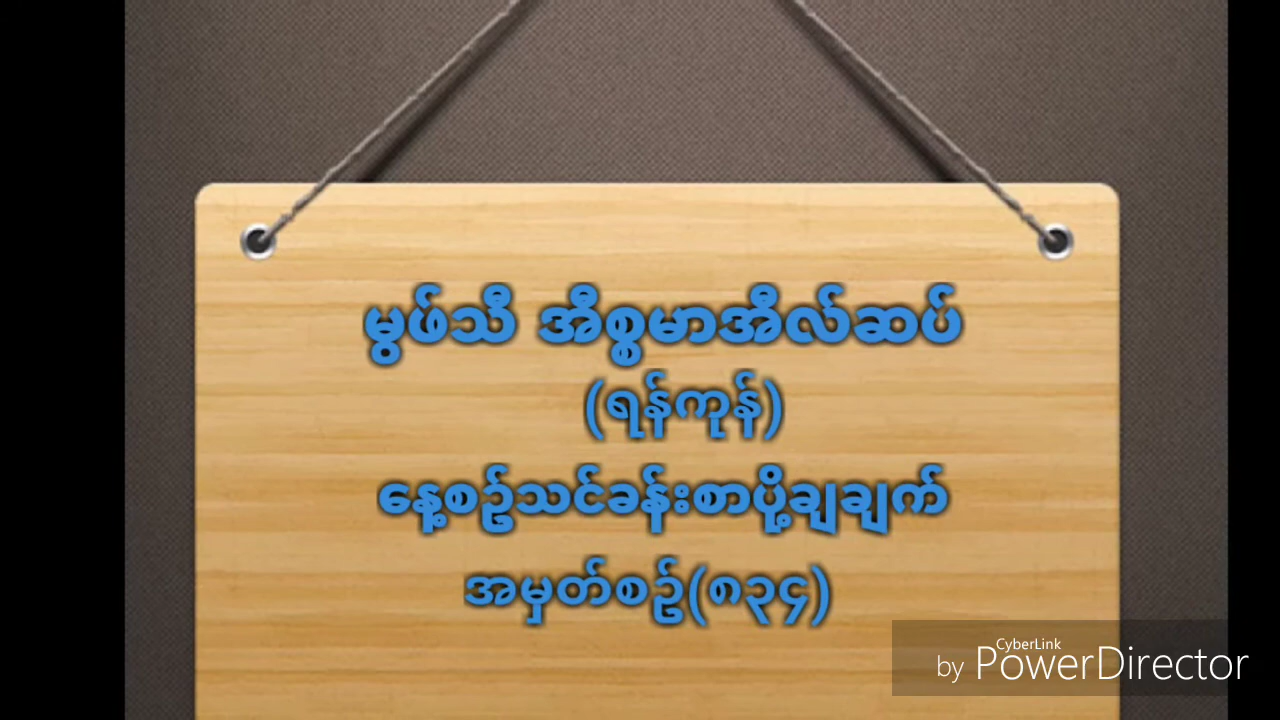 မွဖ်သီ အီစ္စမာအီလ်ဆပ်
(ရန်ကုန်)
နေ့စဥ်သင်ခန်းစာပို့ချချက်
အမှတ်စဥ်(၈၃၄)
CyberLink
by PowerDirector